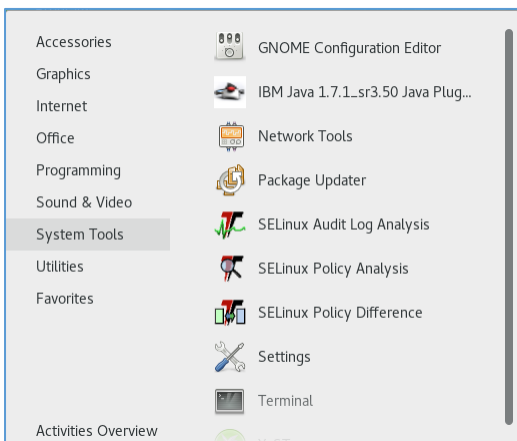 Accessories
Graphics
Internet
Office
Programming
Sound & Video
System Tools
Utilities
Favorites
Activities Overview
GNOME Configuration Editor
IBM Java 1.7.1_sr3.50 Java Plug...
Network Tools
Package Updater
SELinux Audit Log Analysis
SELinux Policy Analysis
SELinux Policy Difference
Settings
Terminal